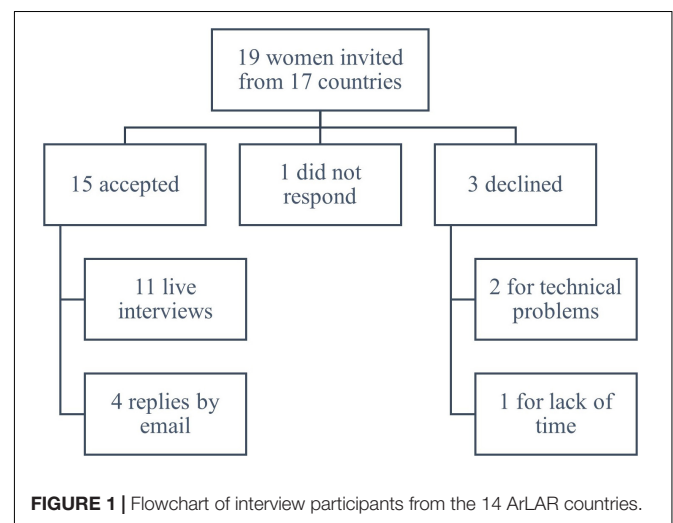 19 women invited
from 17 countries
15 accepted
1 did not
respond
3 declined
11 live
interviews
2 for technical
problems
4 replies by
email
1 for lack of
time
FIGURE 1 | Flowchart of interview participants from the 14 ArLAR countries.